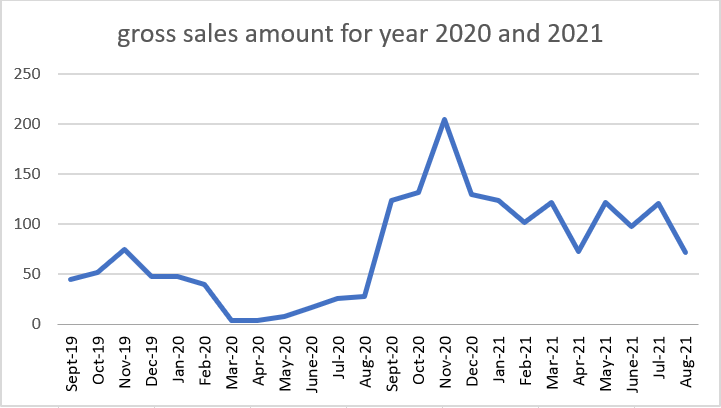 gross sales amount for year 2020 and 2021
250
200
150
100
50
0
Sept-19
Oct-19
Nov-19
Dec-19
Jan-20
Feb-20
Mar-20
Apr-20
May-20
June-20
Jul-20
Aug-20
Sept-20
Oct-20
Nov-20
Dec-20
Jan-21
Feb-21
Mar-21
Apr-21
May-21
June-21
Jul-21
Aug-21